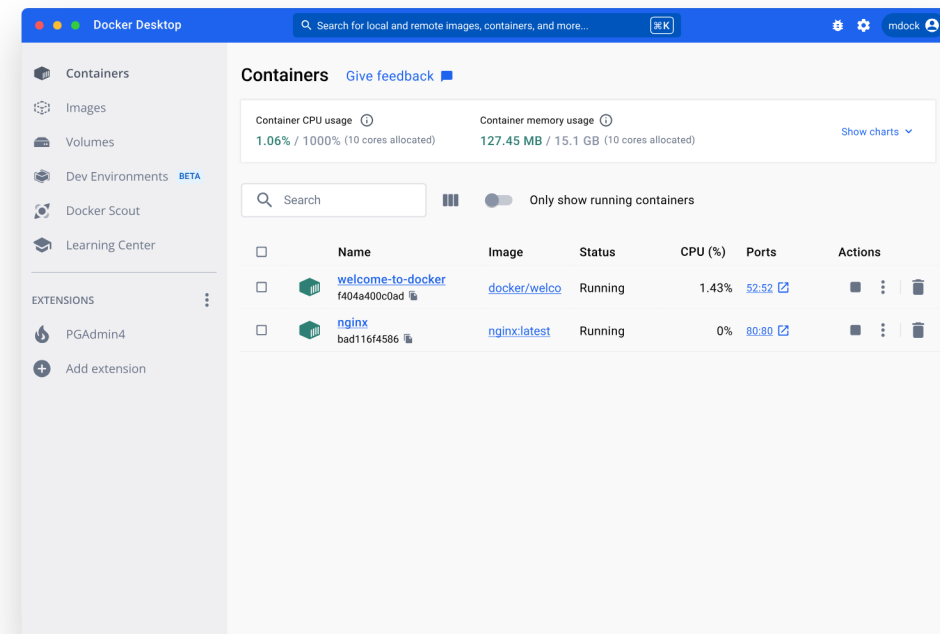 Docker Desktop
Search for local and remote images, containers, and more...
⌘K
mdock
Containers
Images
Volumes
Dev Environments BETA
Docker Scout
Learning Center
EXTENSIONS
PGAdmin4
Add extension
Containers Give feedback
Container CPU usage
1.06% / 1000% (10 cores allocated)
Container memory usage
127.45 MB / 15.1 GB (10 cores allocated)
Show charts
Search
Only show running containers
Name Image Status CPU (%) Ports Actions
welcome-to-docker docker/welco Running 1.43% 52:52
f404a400c0ad
nginx nginx:latest Running 0% 80:80
bad116f4586